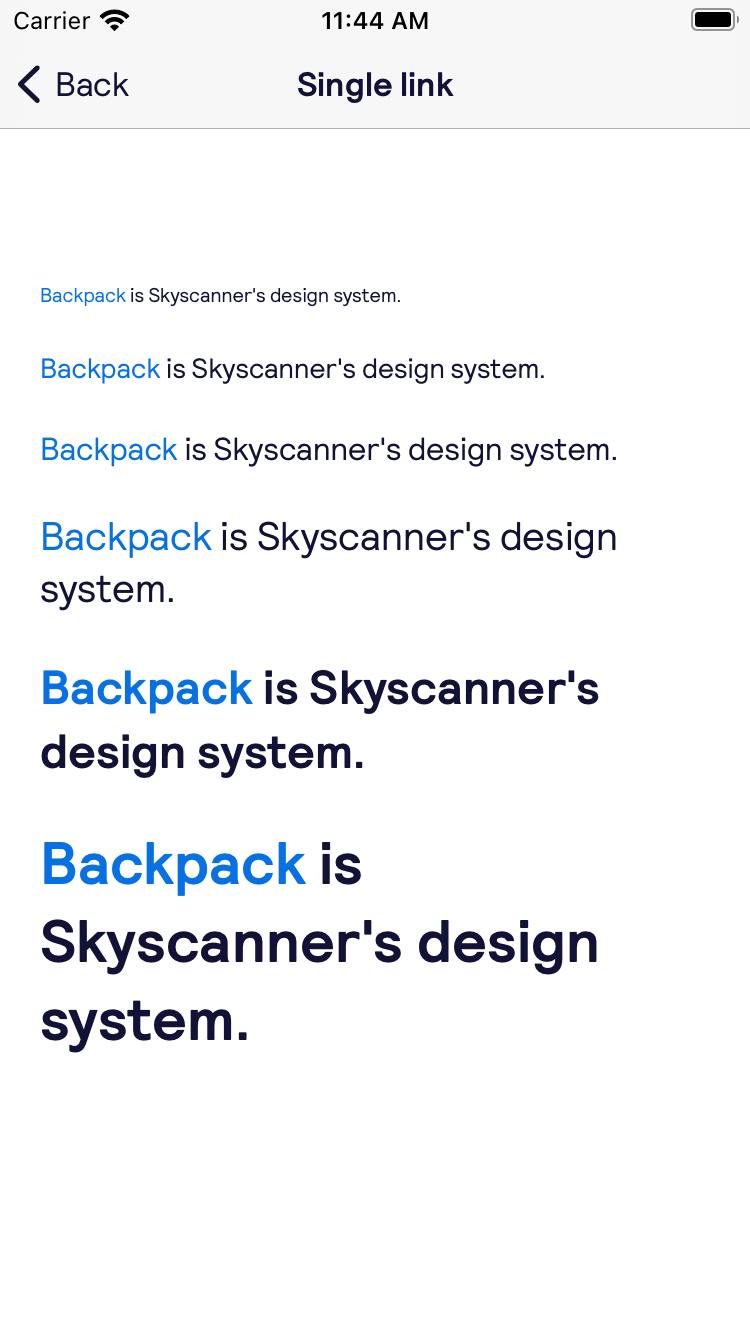 Carrier 11:44 AM
Back Single link
Backpack is Skyscanner's design system.
Backpack is Skyscanner's design system.
Backpack is Skyscanner's design system.
Backpack is Skyscanner's design
system.
Backpack is Skyscanner's
design system.
Backpack is
Skyscanner's design
system.